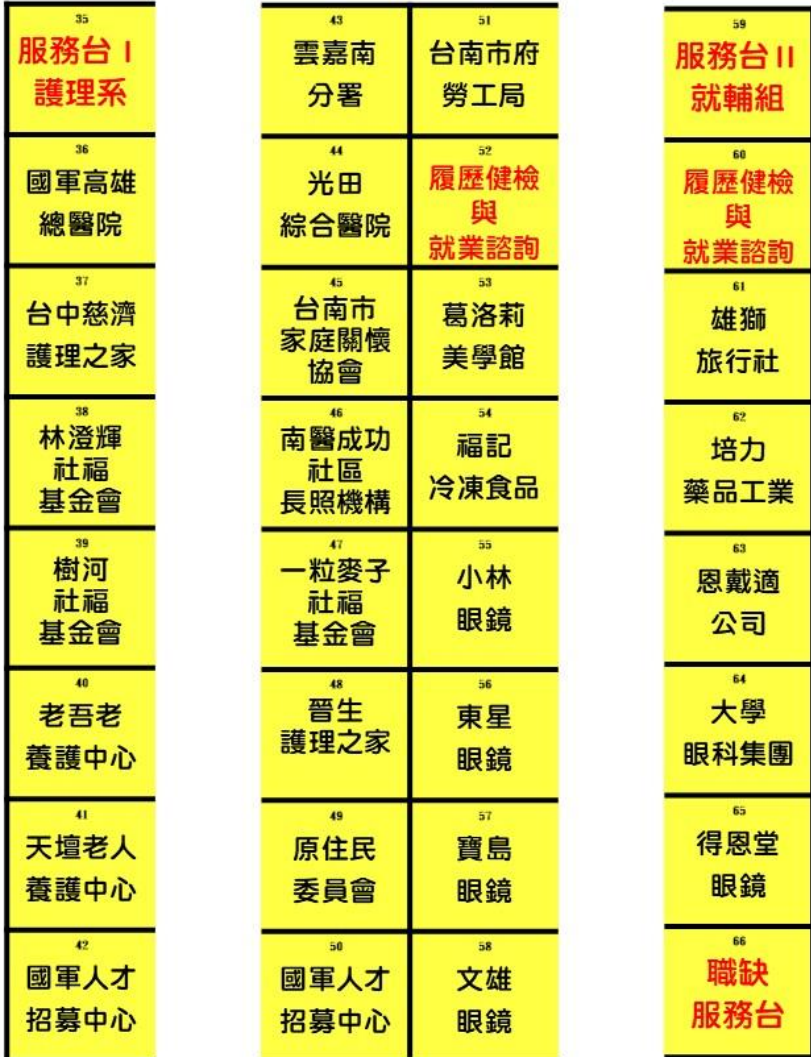 35
服務台 I
護理系
36
國軍高雄
總醫院
37
台中慈濟
護理之家
38
林澄輝
社福
基金會
39
樹河
社福
基金會
40
老吾老
養護中心
41
天壇老人
養護中心
42
國軍人才
招募中心
43
雲嘉南
分署
44
光田
綜合醫院
45
台南市
家庭關懷
協會
46
南醫成功
社區
長照機構
47
一粒麥子
社福
基金會
48
晉生
護理之家
49
原住民
委員會
50
國軍人才
招募中心
51
台南市府
勞工局
52
履歷健檢
與
就業諮詢
53
葛洛莉
美學館
54
福記
冷凍食品
55
小林
眼鏡
56
東星
眼鏡
57
寶島
眼鏡
58
文雄
眼鏡
59
服務台 II
就輔組
60
履歷健檢
與
就業諮詢
61
雄獅
旅行社
62
培力
藥品工業
63
恩戴適
公司
64
大學
眼科集團
65
得恩堂
眼鏡
66
職缺
服務台